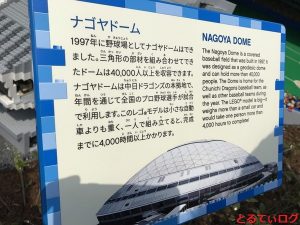 ナゴヤドーム
1997年に野球場としてナゴヤドームはでき
ました。三角形の部材を組み合わせてでき
たドームは40,000人以上を収容できます。
ナゴヤドームは中日ドラゴンズの本拠地で、
年間を通じて全国のプロ野球選手が試合
で利用します。このレゴ®モデルは小さな自動
車よりも重く、一人で組み立てると、完成
までに4,000時間以上かかります。
NAGOYA DOME
The Nagoya Dome is a covered
baseball field that was built in 1997. It
was designed as a geodesic dome
and can hold more than 40,000
people. The Dome is home for the
Chunichi Dragons baseball team, as
well as other baseball teams during
the year. The LEGO® model is big—it
weighs more than a small car and
would take one person more than
4,000 hours to complete!
とるてぃログ